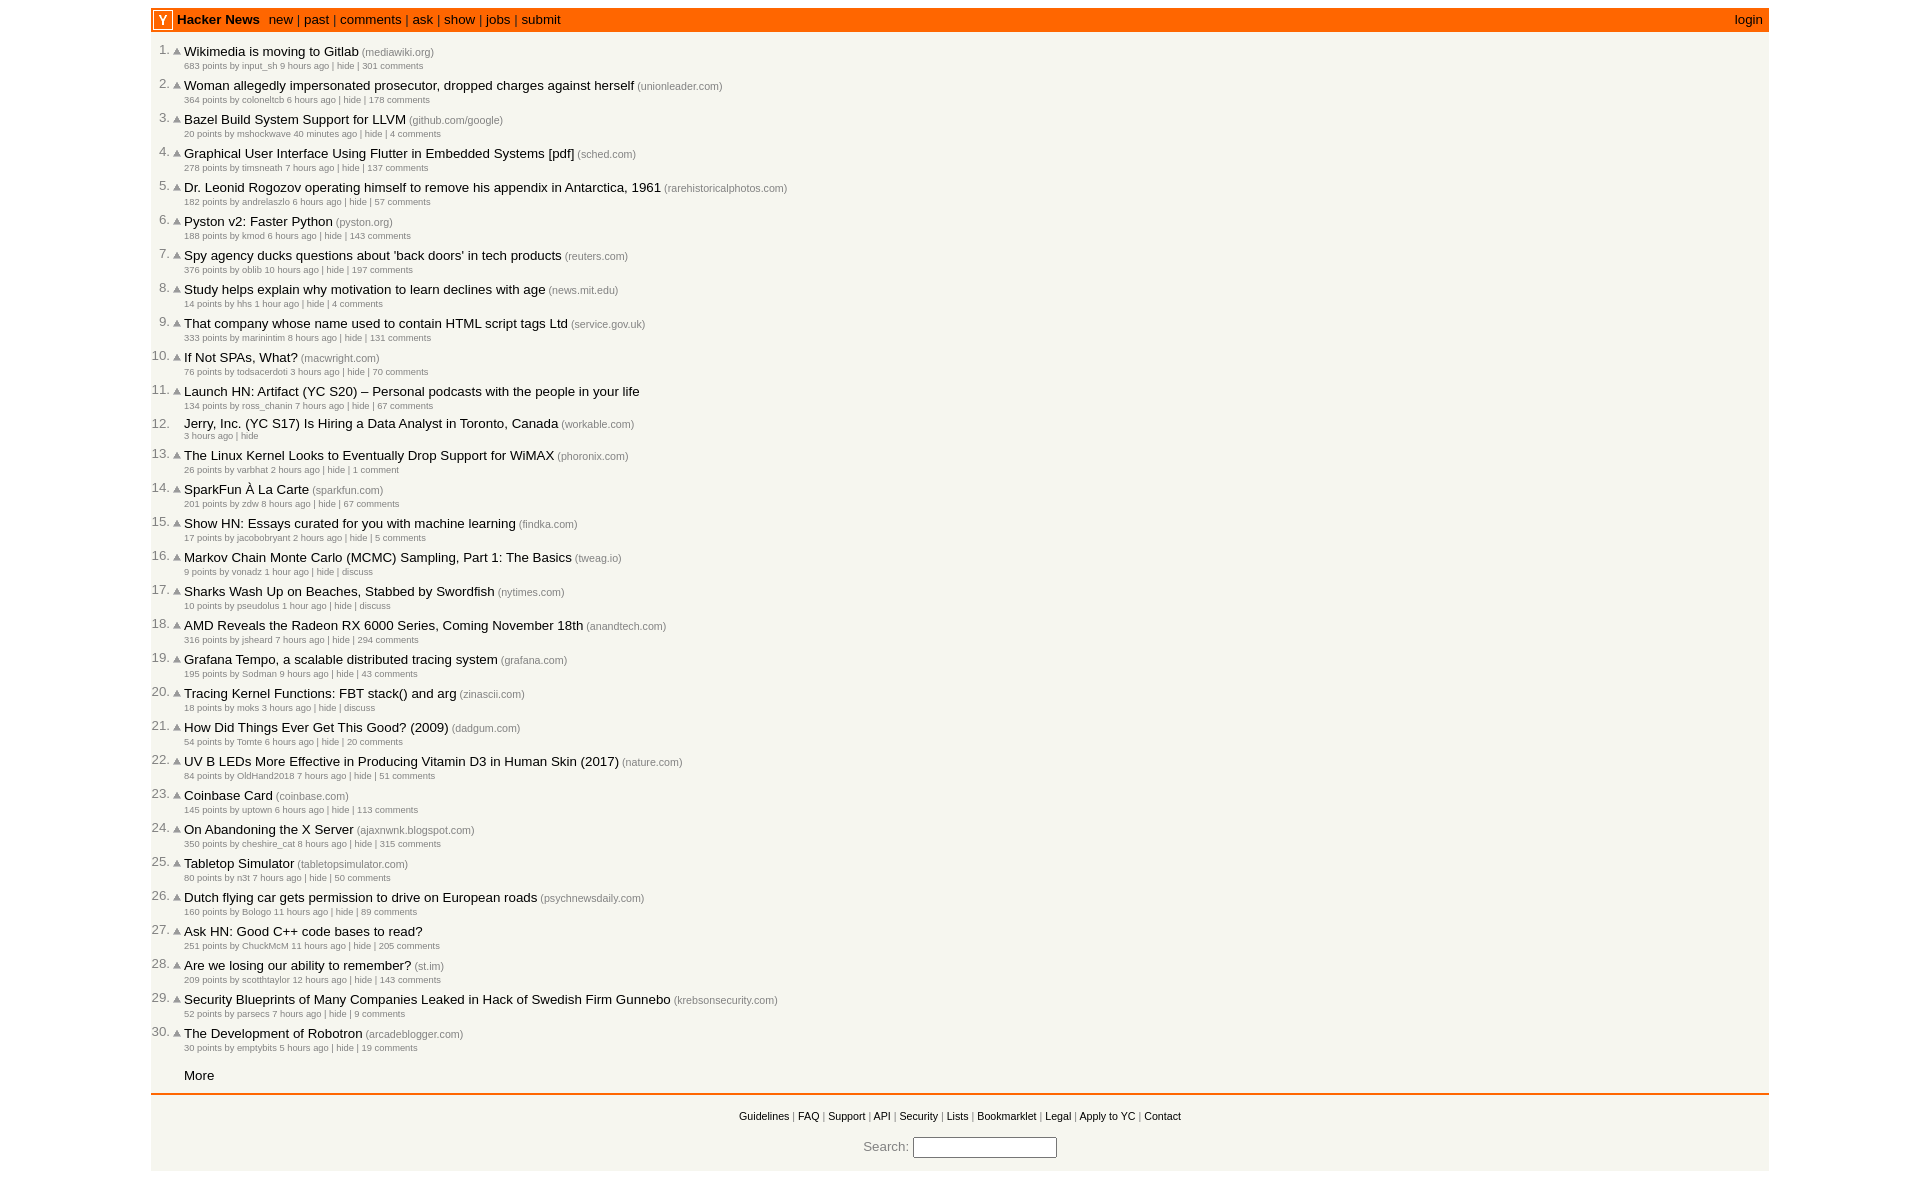 Y Hacker News new | past | comments | ask | show | jobs | submit login
1. Wikimedia is moving to Gitlab (mediawiki.org)
683 points by input_sh 9 hours ago | hide | 301 comments
2. Woman allegedly impersonated prosecutor, dropped charges against herself (unionleader.com)
364 points by coloneltcb 6 hours ago | hide | 178 comments
3. Bazel Build System Support for LLVM (github.com/google)
20 points by mshockwave 40 minutes ago | hide | 4 comments
4. Graphical User Interface Using Flutter in Embedded Systems [pdf] (sched.com)
278 points by timsneath 7 hours ago | hide | 137 comments
5. Dr. Leonid Rogozov operating himself to remove his appendix in Antarctica, 1961 (rarehistoricalphotos.com)
182 points by andrelaszlo 6 hours ago | hide | 57 comments
6. Pyston v2: Faster Python (pyston.org)
188 points by kmod 6 hours ago | hide | 143 comments
7. Spy agency ducks questions about 'back doors' in tech products (reuters.com)
376 points by oblib 10 hours ago | hide | 197 comments
8. Study helps explain why motivation to learn declines with age (news.mit.edu)
14 points by hhs 1 hour ago | hide | 4 comments
9. That company whose name used to contain HTML script tags Ltd (service.gov.uk)
333 points by marinintim 8 hours ago | hide | 131 comments
10. If Not SPAs, What? (macwright.com)
76 points by todsacerdoti 3 hours ago | hide | 70 comments
11. Launch HN: Artifact (YC S20) – Personal podcasts with the people in your life
134 points by ross_chanin 7 hours ago | hide | 67 comments
12. Jerry, Inc. (YC S17) Is Hiring a Data Analyst in Toronto, Canada (workable.com)
3 hours ago | hide
13. The Linux Kernel Looks to Eventually Drop Support for WiMAX (phoronix.com)
26 points by varbhat 2 hours ago | hide | 1 comment
14. SparkFun À La Carte (sparkfun.com)
201 points by zdw 8 hours ago | hide | 67 comments
15. Show HN: Essays curated for you with machine learning (findka.com)
17 points by jacobobryant 2 hours ago | hide | 5 comments
16. Markov Chain Monte Carlo (MCMC) Sampling, Part 1: The Basics (tweag.io)
9 points by vonadz 1 hour ago | hide | discuss
17. Sharks Wash Up on Beaches, Stabbed by Swordfish (nytimes.com)
10 points by pseudolus 1 hour ago | hide | discuss
18. AMD Reveals the Radeon RX 6000 Series, Coming November 18th (anandtech.com)
316 points by jsheard 7 hours ago | hide | 294 comments
19. Grafana Tempo, a scalable distributed tracing system (grafana.com)
195 points by Sodman 9 hours ago | hide | 43 comments
20. Tracing Kernel Functions: FBT stack() and arg (zinascii.com)
18 points by moks 3 hours ago | hide | discuss
21. How Did Things Ever Get This Good? (2009) (dadgum.com)
54 points by Tomte 6 hours ago | hide | 20 comments
22. UV B LEDs More Effective in Producing Vitamin D3 in Human Skin (2017) (nature.com)
84 points by OldHand2018 7 hours ago | hide | 51 comments
23. Coinbase Card (coinbase.com)
145 points by uptown 6 hours ago | hide | 113 comments
24. On Abandoning the X Server (ajaxnwnk.blogspot.com)
350 points by cheshire_cat 8 hours ago | hide | 315 comments
25. Tabletop Simulator (tabletopsimulator.com)
80 points by n3t 7 hours ago | hide | 50 comments
26. Dutch flying car gets permission to drive on European roads (psychnewsdaily.com)
160 points by Bologo 11 hours ago | hide | 89 comments
27. Ask HN: Good C++ code bases to read?
251 points by ChuckMcM 11 hours ago | hide | 205 comments
28. Are we losing our ability to remember? (st.im)
209 points by scotthtaylor 12 hours ago | hide | 143 comments
29. Security Blueprints of Many Companies Leaked in Hack of Swedish Firm Gunnebo (krebsonsecurity.com)
52 points by parsecs 7 hours ago | hide | 9 comments
30. The Development of Robotron (arcadeblogger.com)
30 points by emptybits 5 hours ago | hide | 19 comments
More
Guidelines | FAQ | Support | API | Security | Lists | Bookmarklet | Legal | Apply to YC | Contact
Search: